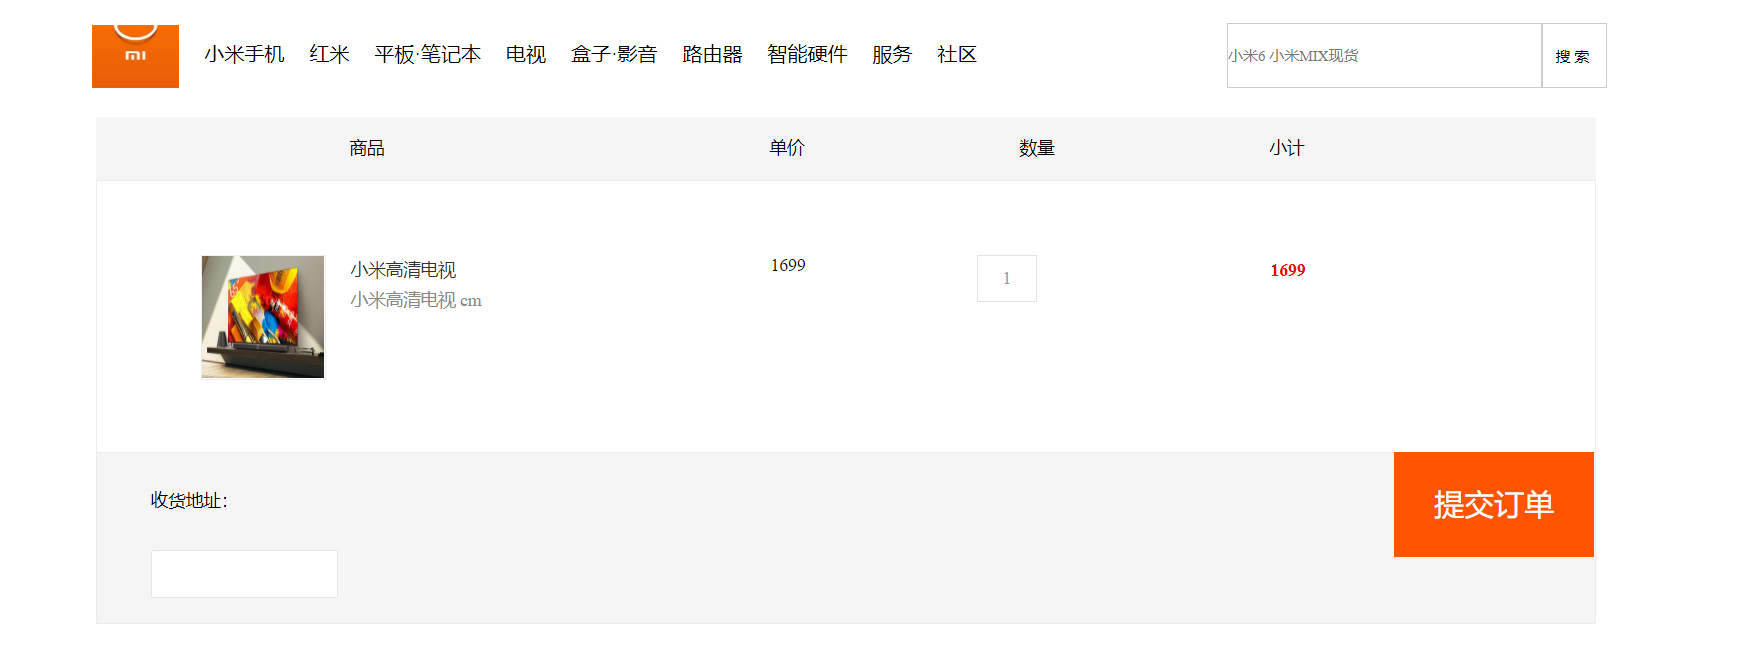 mi
小米手机 红米 平板·笔记本 电视 盒子·影音 路由器 智能硬件 服务 社区
小米6 小米MIX现货 搜 索
商品 单价 数量 小计
小米高清电视 1699 1 1699
小米高清电视 cm
收货地址:
提交订单